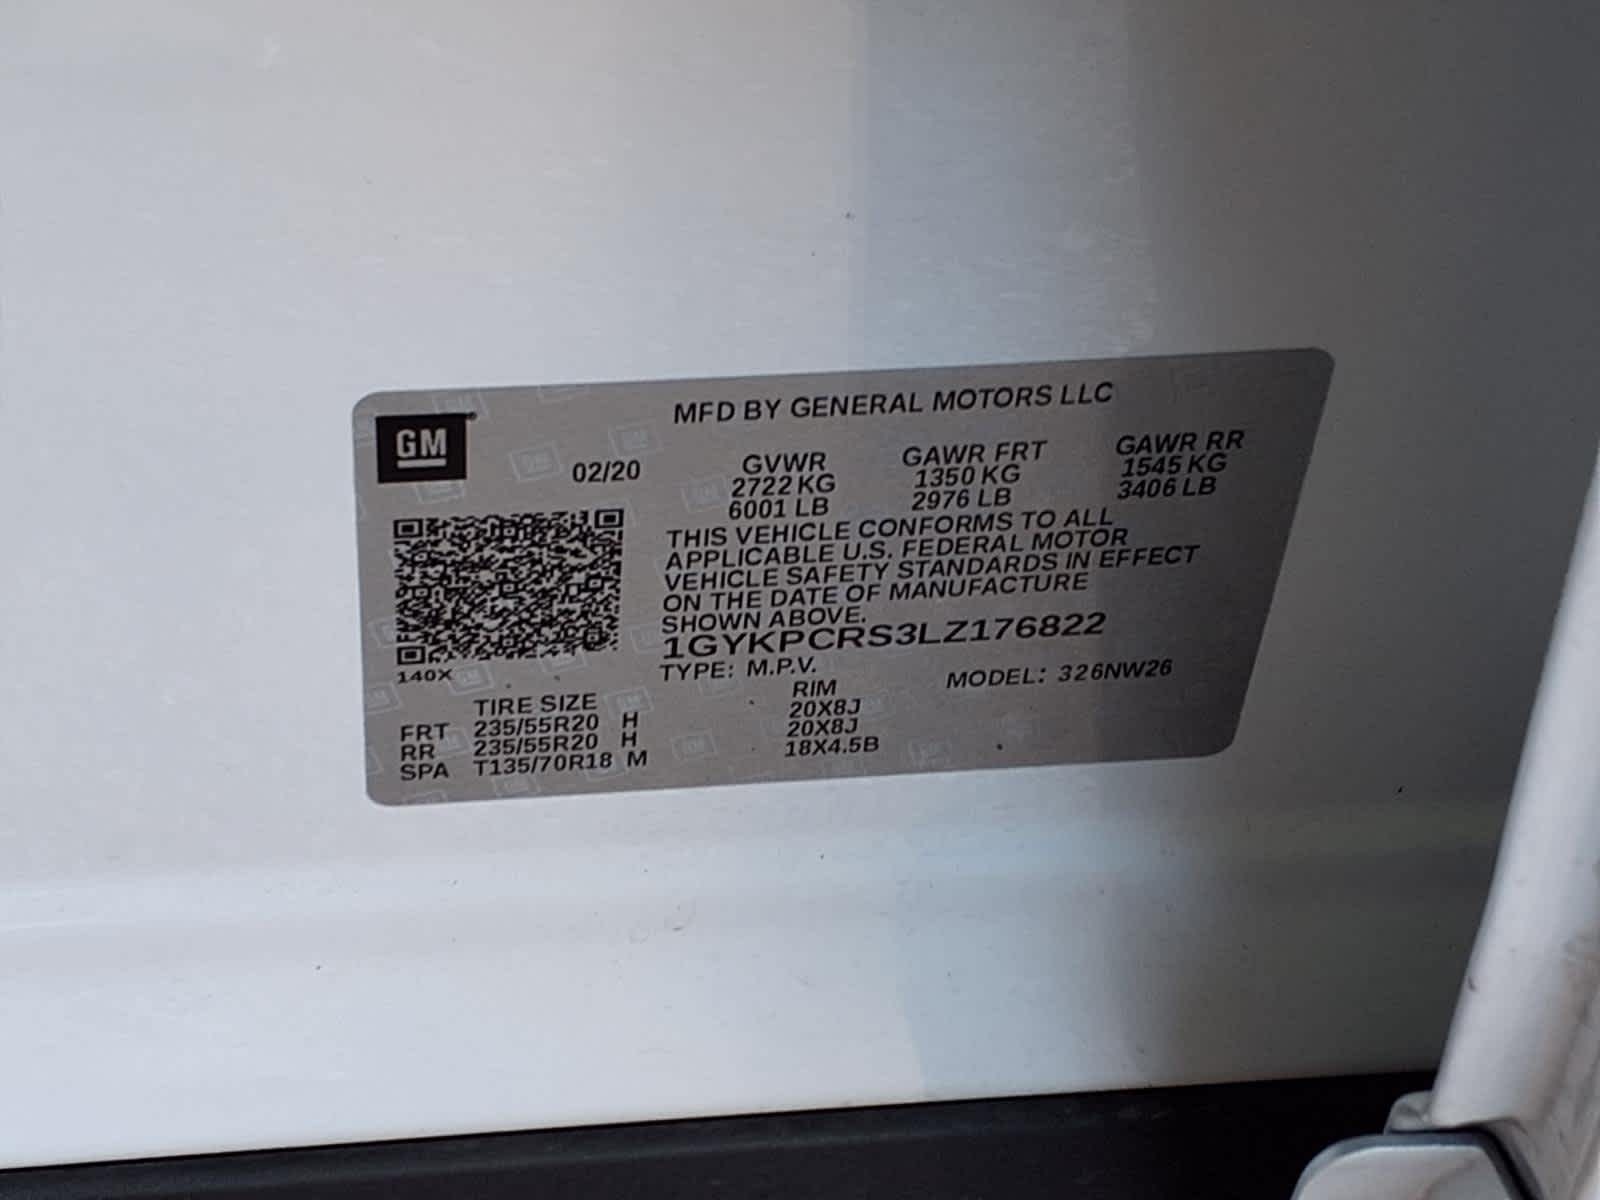 GM
MFD BY GENERAL MOTORS LLC
02/20
GVWR GAWR FRT GAWR RR
2722 KG 1350 KG 1545 KG
6001 LB 2976 LB 3406 LB
THIS VEHICLE CONFORMS TO ALL
APPLICABLE U.S. FEDERAL MOTOR
VEHICLE SAFETY STANDARDS IN EFFECT
ON THE DATE OF MANUFACTURE
SHOWN ABOVE.
1GYKPCRS3LZ176822
140X
TYPE: M.P.V. MODEL: 326NW26
TIRE SIZE RIM
FRT 235/55R20 H 20X8J
RR 235/55R20 H 20X8J
SPA T135/70R18 M 18X4.5B